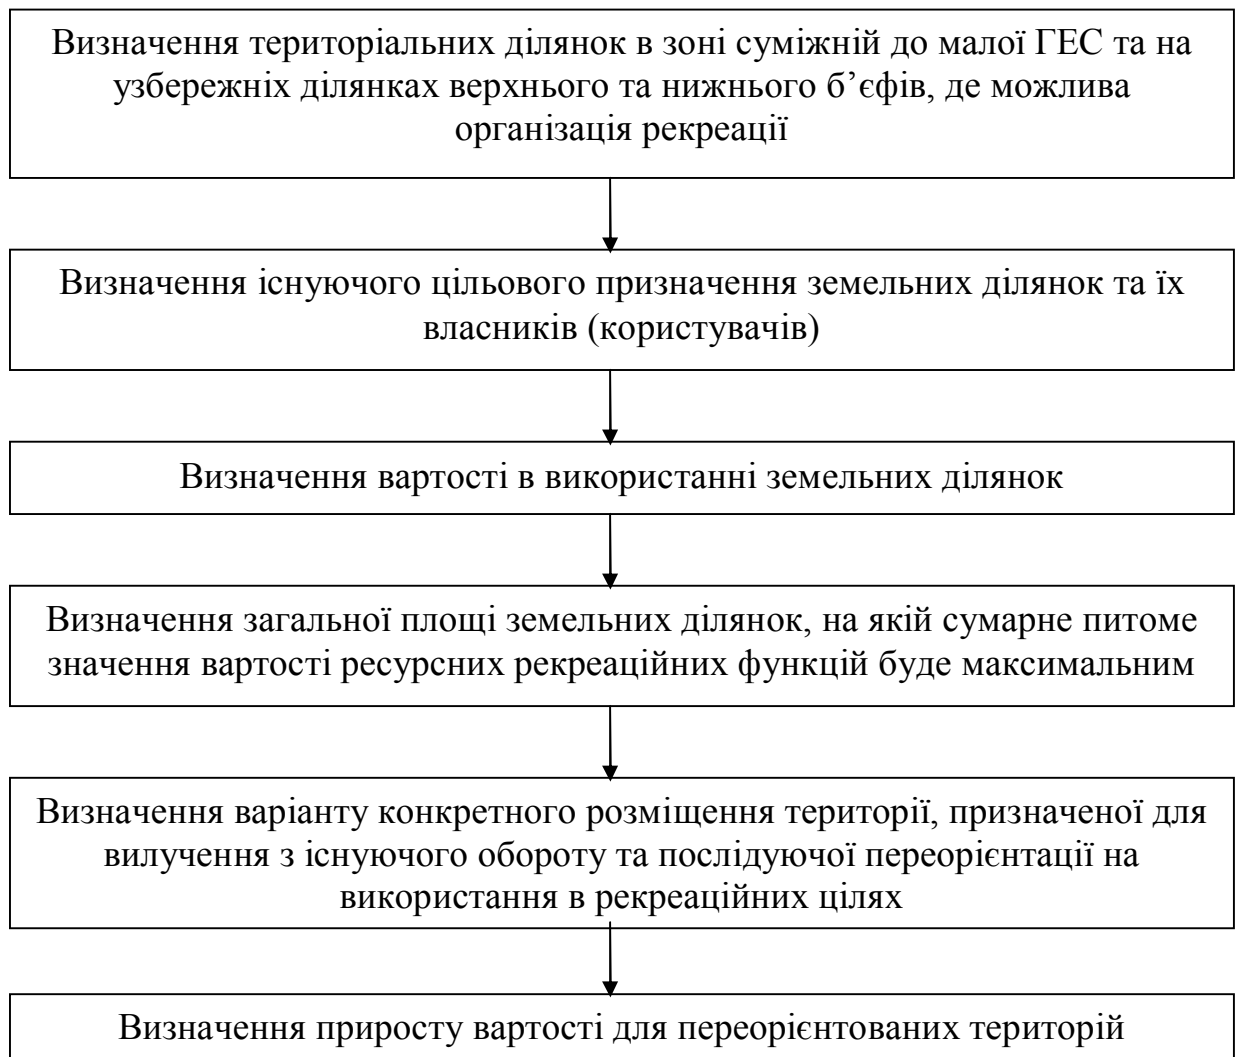 Визначення територіальних ділянок в зоні суміжній до малої ГЕС та на
узбережніх ділянках верхнього та нижнього б’єфів, де можлива
організація рекреації
Визначення існуючого цільового призначення земельних ділянок та їх
власників (користувачів)
Визначення вартості в використанні земельних ділянок
Визначення загальної площі земельних ділянок, на якій сумарне питоме
значення вартості ресурсних рекреаційних функцій буде максимальним
Визначення варіанту конкретного розміщення території, призначеної для
вилучення з існуючого обороту та послідуючої переорієнтації на
використання в рекреаційних цілях
Визначення приросту вартості для переорієнтованих територій